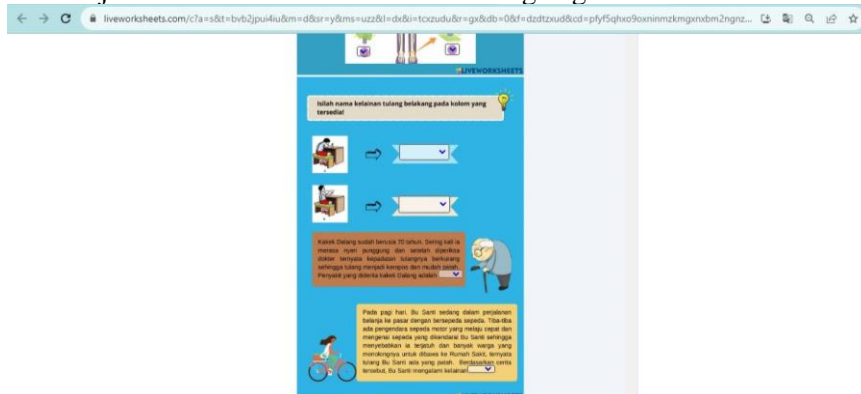 liveworksheets.com/c?a=s&t=bvb2jpui4iu&m=d&sr=y&ms=uzz&l=dx&i=tcxzudu&r=gx&db=0&f=dzdtzxud&cd=pfyf5qhxo9oxninmzkmgxnxbm2ngnz...
LIVEWORKSHEETS
Isilah nama kelainan tulang belakang pada kolom yang
tersedia!
Kakek Dalang sudah berusia 70 tahun. Sering kali ia
merasa nyeri punggung dan setelah diperiksa
dokter ternyata kepadatan tulangnya berkurang
sehingga tulang menjadi keropos dan mudah patah.
Penyakit yang diderita kakek Dalang adalah
Pada pagi hari, Bu Santi sedang dalam perjalanan
belanja ke pasar dengan bersepeda sepeda. Tiba-tiba
ada pengendara sepeda motor yang melaju cepat dan
mengenai sepeda yang dikendarai Bu Santi sehingga
menyebabkan ia terjatuh dan banyak warga yang
menolongnya untuk dibawa ke Rumah Sakit, ternyata
tulang Bu Santi ada yang patah. Berdasarkan cerita
tersebut, Bu Santi mengalami kelainan